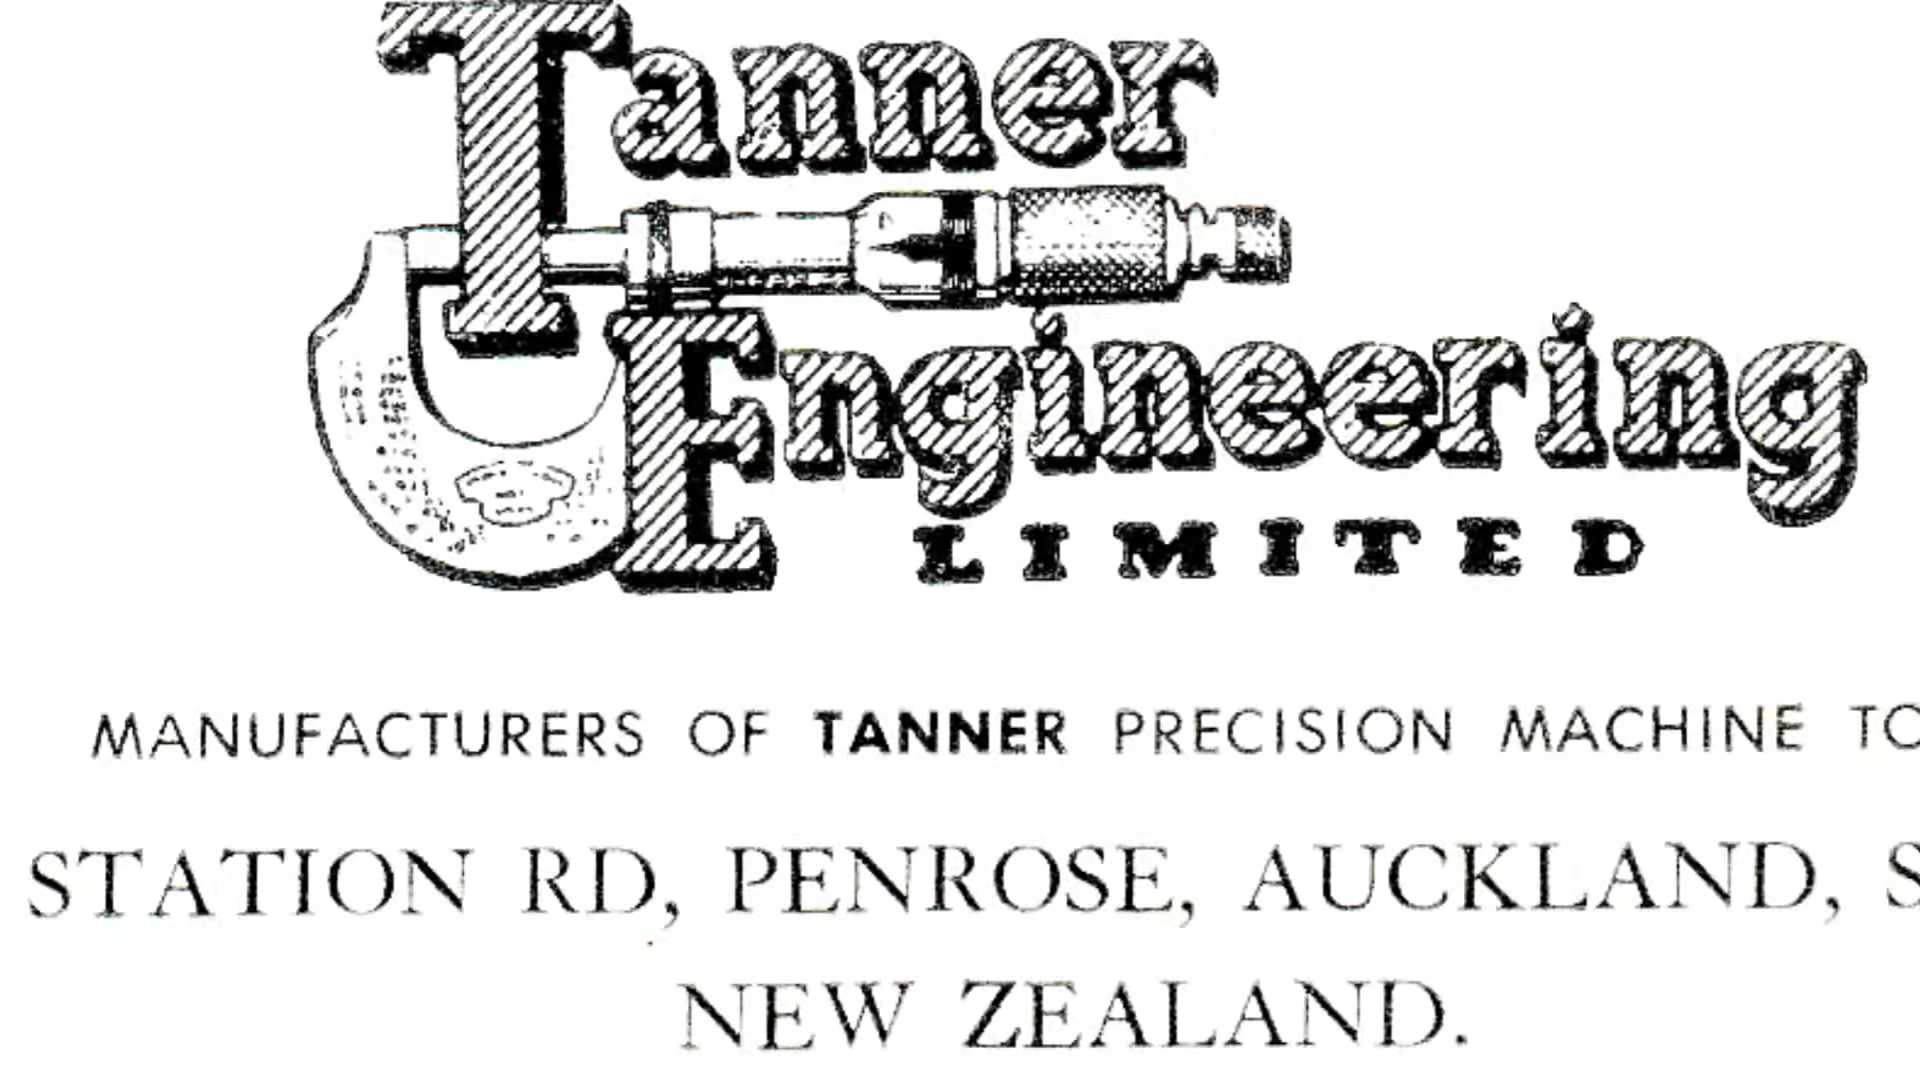 Tanner
Engineering
LIMITED
MANUFACTURERS OF TANNER PRECISION MACHINE TO
STATION RD, PENROSE, AUCKLAND, S
NEW ZEALAND.